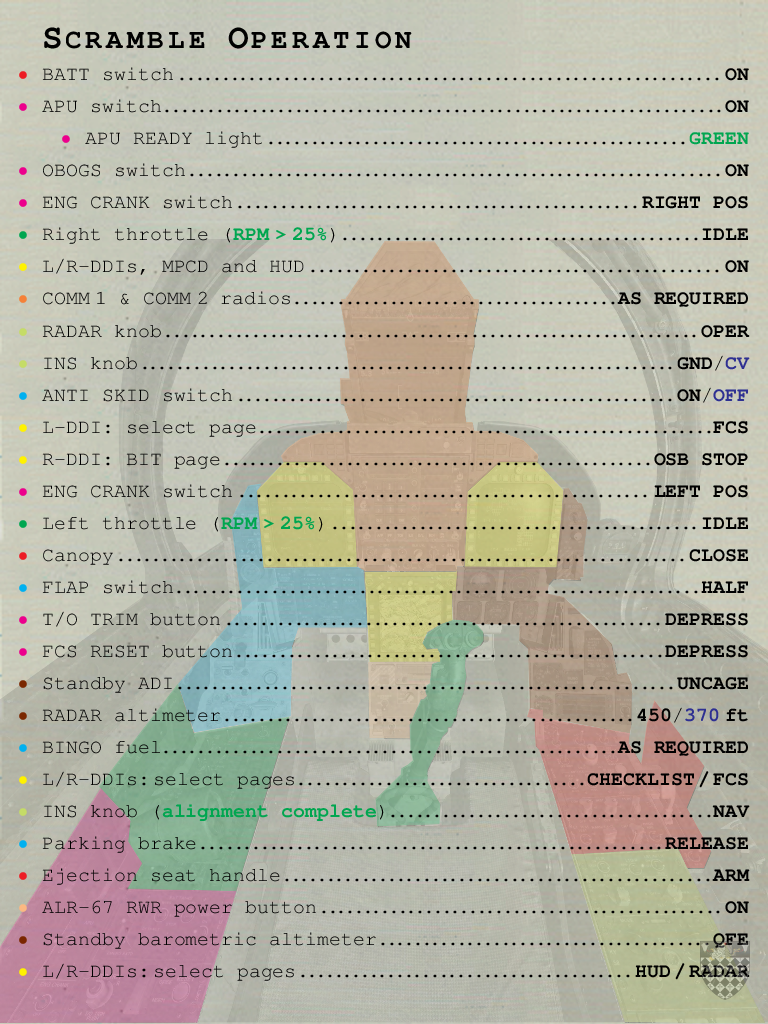 SCRAMBLE OPERATION
• BATT switch........ON
• APU switch........ON
• APU READY light........GREEN
• OBOGS switch........ON
• ENG CRANK switch........RIGHT POS
• Right throttle (RPM > 25%)........IDLE
• L/R-DDIs, MPCD and HUD........ON
• COMM 1 & COMM 2 radios........AS REQUIRED
• RADAR knob........OPER
• INS knob........GND/CV
• ANTI SKID switch........ON/OFF
• L-DDI: select page........FCS
• R-DDI: BIT page........OSB STOP
• ENG CRANK switch........LEFT POS
• Left throttle (RPM > 25%)........IDLE
• Canopy........CLOSE
• FLAP switch........HALF
• T/O TRIM button........DEPRESS
• FCS RESET button........DEPRESS
• Standby ADI........UNCAGE
• RADAR altimeter........450/370 ft
• BINGO fuel........AS REQUIRED
• L/R-DDIs: select pages........CHECKLIST / FCS
• INS knob (alignment complete)........NAV
• Parking brake........RELEASE
• Ejection seat handle........ARM
• ALR-67 RWR power button........ON
• Standby barometric altimeter........QFE
• L/R-DDIs: select pages........HUD / RADAR